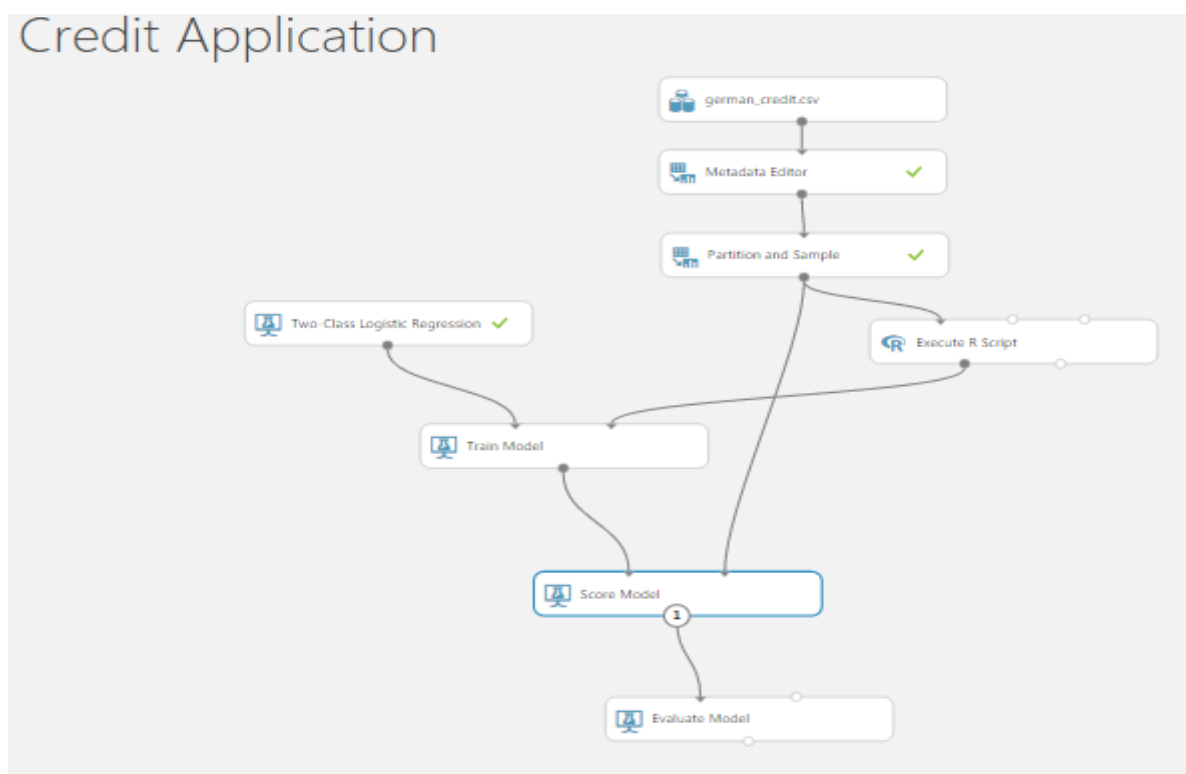 Credit Application
german_credit.csv
Metadata Editor
Partition and Sample
Two-Class Logistic Regression
R Execute R Script
Train Model
Score Model
1
Evaluate Model